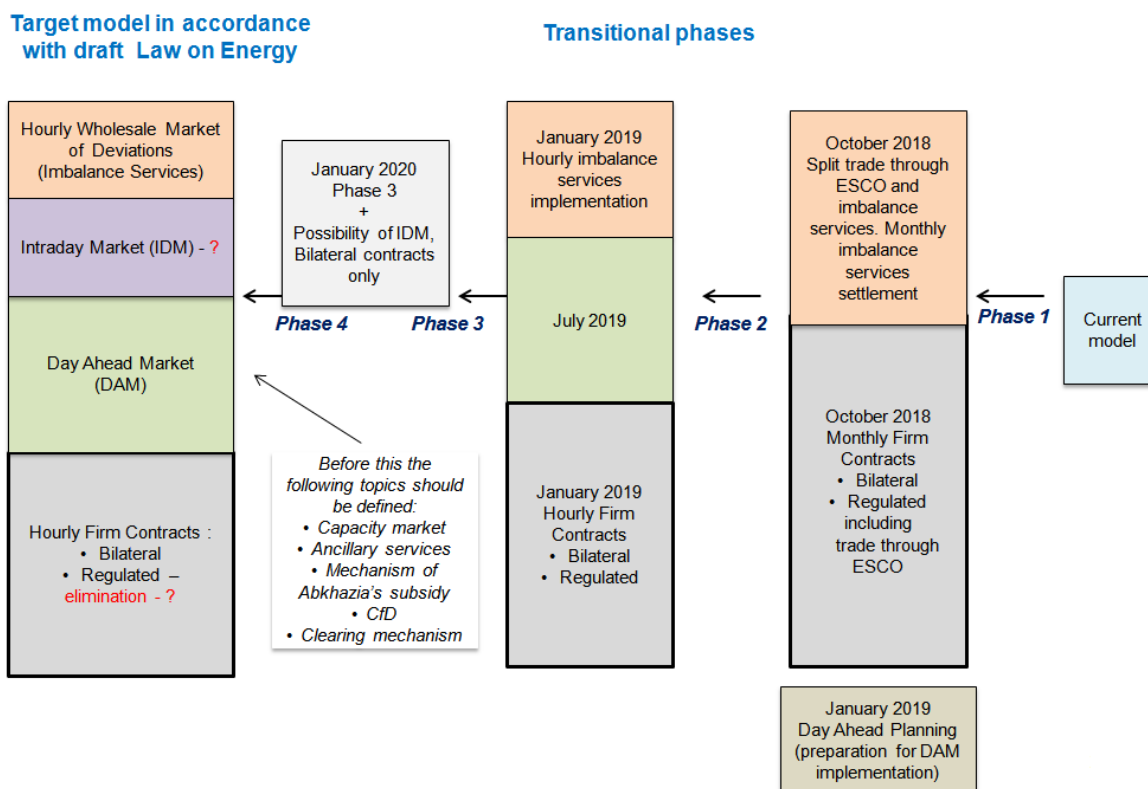 Target model in accordance
with draft Law on Energy
Transitional phases
Hourly Wholesale Market
of Deviations
(Imbalance Services)
Intraday Market (IDM) - ?
Day Ahead Market
(DAM)
Hourly Firm Contracts :
• Bilateral
• Regulated –
elimination - ?
January 2020
Phase 3
+
Possibility of IDM,
Bilateral contracts
only
Phase 4
Phase 3
Before this the
following topics should
be defined:
• Capacity market
• Ancillary services
• Mechanism of
Abkhazia's subsidy
• CfD
• Clearing mechanism
January 2019
Hourly imbalance
services
implementation
July 2019
January 2019
Hourly Firm
Contracts
• Bilateral
• Regulated
Phase 2
October 2018
Split trade through
ESCO and
imbalance
services. Monthly
imbalance
services
settlement
October 2018
Monthly Firm
Contracts
• Bilateral
• Regulated
including
trade through
ESCO
January 2019
Day Ahead Planning
(preparation for DAM
implementation)
Phase 1
Current
model